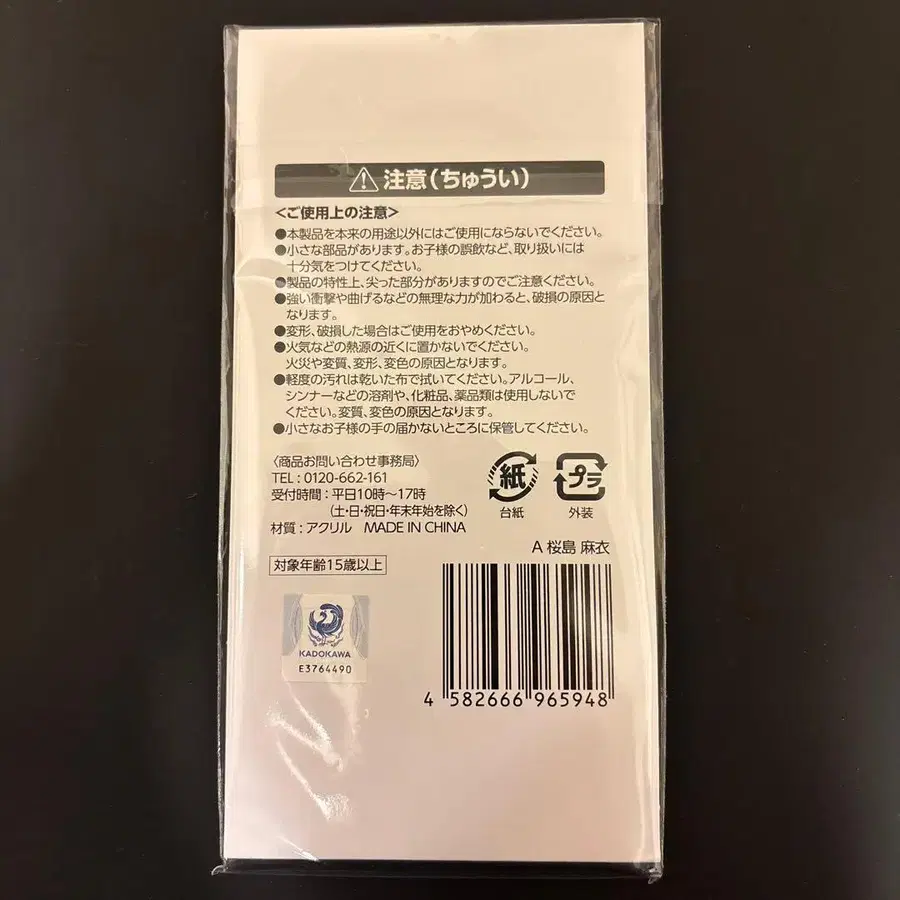 注意(ちゅうい)
<ご使用上の注意>
●本製品を本来の用途以外にはご使用にならないでください。
●小さな部品があります。お子様の誤飲など、取り扱いには
十分気をつけてください。
●製品の特性上、尖った部分がありますのでご注意ください。
●強い衝撃や曲げるなどの無理な力が加わると、破損の原因と
なります。
●変形、破損した場合はご使用をおやめください。
●火気などの熱源の近くに置かないでください。
火災や変質、変形、変色の原因となります。
●軽度の汚れは乾いた布で拭いてください。アルコール、
シンナーなどの溶剤や、化粧品、薬品類は使用しないで
ください。変質、変色の原因となります。
●小さなお子様の手の届かないところに保管してください。
〈商品お問い合わせ事務局〉
TEL : 0120-662-161
受付時間 : 平日10時~17時
(土・日・祝日・年末年始を除く)
材質 : アクリル MADE IN CHINA
紙
台紙
プラ
外装
A 桜島 麻衣
対象年齢15歳以上
KADOKAWA
E3764490
4 582666 965948